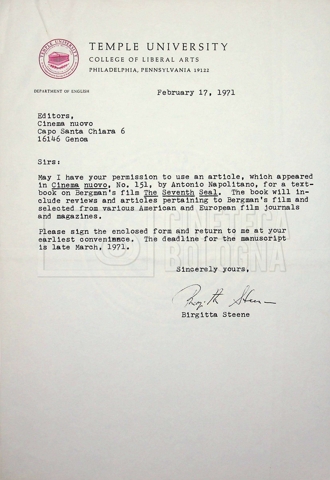 TEMPLE UNIVERSITY
COLLEGE OF LIBERAL ARTS
PHILADELPHIA, PENNSYLVANIA 19122
DEPARTMENT OF ENGLISH
February 17, 1971
Editors,
Cinema nuovo
Capo Santa Chiara 6
16146 Genoa
Sirs:
May I have your permission to use an article, which appeared
in Cinema nuovo, No. 151, by Antonio Napolitano, for a text-
book on Bergman's film The Seventh Seal. The book will in-
clude reviews and articles pertaining to Bergman's film and
selected from various American and European film journals
and magazines.
Please sign the enclosed form and return to me at your
earliest convenience. The deadline for the manuscript
is late March, 1971.
CINETECA
BOLOGNA
Sincerely yours,
Birgitta Steene
Birgitta Steene